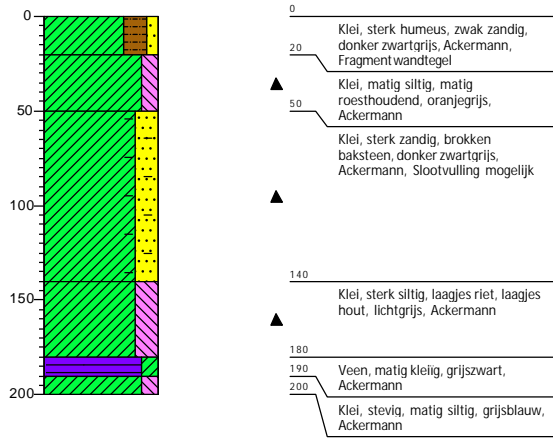 0
50
100
150
200
0
Klei, sterk humeus, zwak zandig,
donker zwartgrijs, Ackermann,
Fragment wandtegel
20
Klei, matig siltig, matig
roesthoudend, oranjegrijs,
Ackermann
50
Klei, sterk zandig, brokken
baksteen, donker zwartgrijs,
Ackermann, Slootvulling mogelijk
140
Klei, sterk siltig, laagjes riet, laagjes
hout, lichtgrijs, Ackermann
180
Veen, matig kleiïg, grijszwart,
Ackermann
190
Klei, stevig, matig siltig, grijsblauw,
Ackermann
200